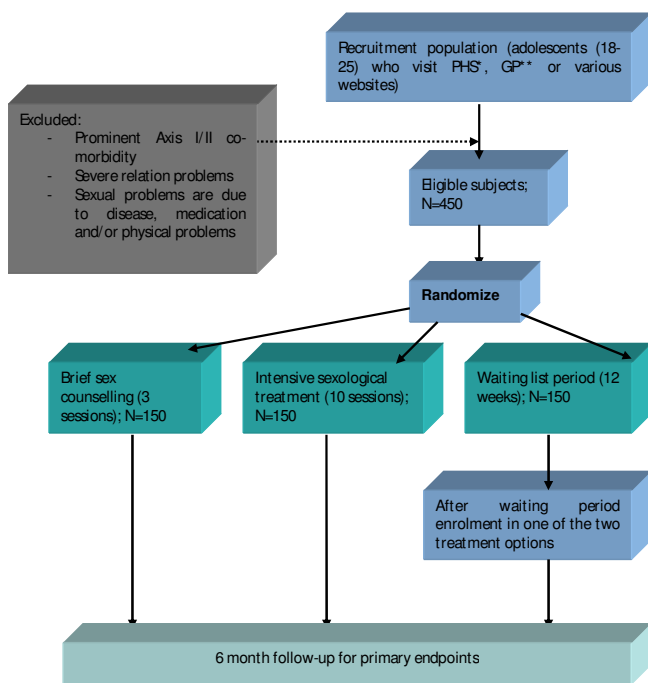 Recruitment population (adolescents (18-
25) who visit PHS*, GP** or various
websites)
Excluded:
- Prominent Axis I/II co-
morbidity
- Severe relation problems
- Sexual problems are due
to disease, medication
and/or physical problems
Eligible subjects;
N=450
Randomize
Brief sex
counselling (3
sessions); N=150
Intensive sexological
treatment (10 sessions);
N=150
Waiting list period (12
weeks); N=150
After waiting period
enrolment in one of the two
treatment options
6 month follow-up for primary endpoints